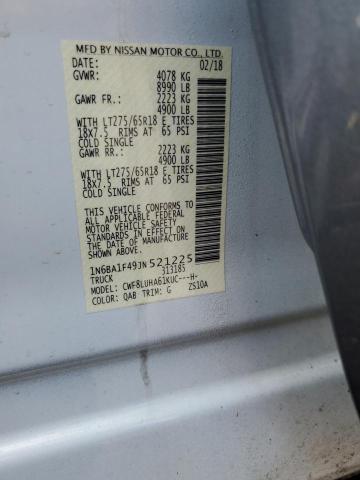 MFD BY NISSAN MOTOR CO., LTD.
DATE: 02/18
GVWR: 4078 KG
8990 LB
GAWR FR.: 2223 KG
4900 LB
WITH LT275/65R18 E TIRES
18x7.5 RIMS AT 65 PSI
COLD SINGLE
GAWR RR.: 2223 KG
4900 LB
WITH LT275/65R18 E TIRES
18x7.5 RIMS AT 65 PSI
COLD SINGLE
THIS VEHICLE CONFORMS TO
ALL APPLICABLE FEDERAL
MOTOR VEHICLE SAFETY
STANDARDS IN EFFECT ON THE
DATE OF MANUFACTURE
SHOWN ABOVE.
1N6BA1F49JN521225
TRUCK 313185
MODEL: CWF8LUHA61KUC---H-
COLOR: QAB TRIM: G ZS10A